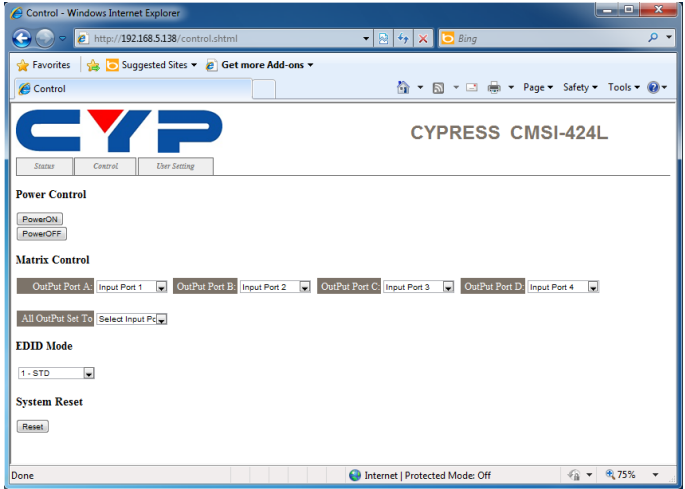 Control - Windows Internet Explorer
http://192.168.5.138/control.shtml
Bing
Favorites Suggested Sites Get more Add-ons
Control Page Safety Tools
CYP
CYPRESS CMSI-424L
Status Control User Setting
Power Control
PowerON
PowerOFF
Matrix Control
OutPut Port A: Input Port 1 OutPut Port B: Input Port 2 OutPut Port C: Input Port 3 OutPut Port D: Input Port 4
All OutPut Set To Select Input Po
EDID Mode
1 - STD
System Reset
Reset
Done Internet | Protected Mode: Off 75%